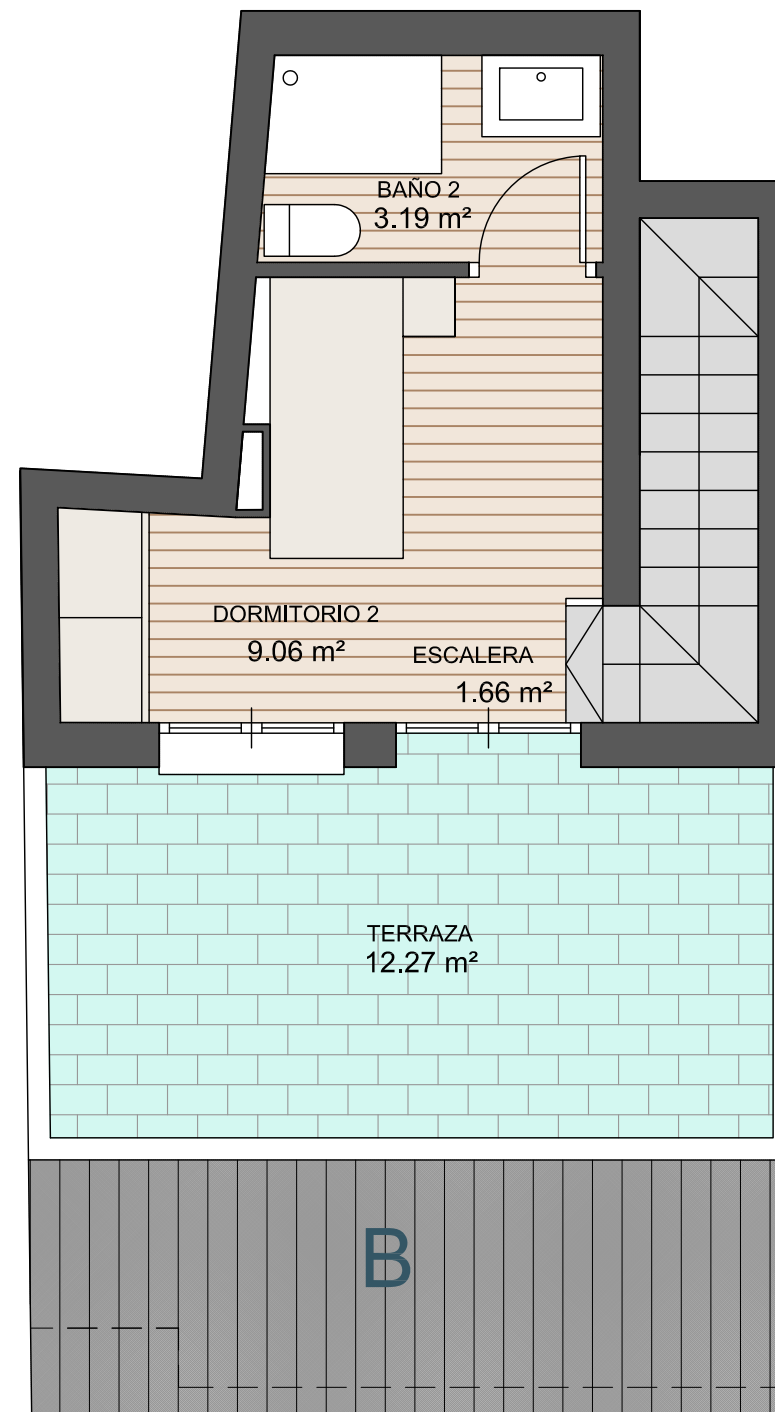 BAÑO 2
3.19 m²
DORMITORIO 2
9.06 m²
ESCALERA
1.66 m²
TERRAZA
12.27 m²
B